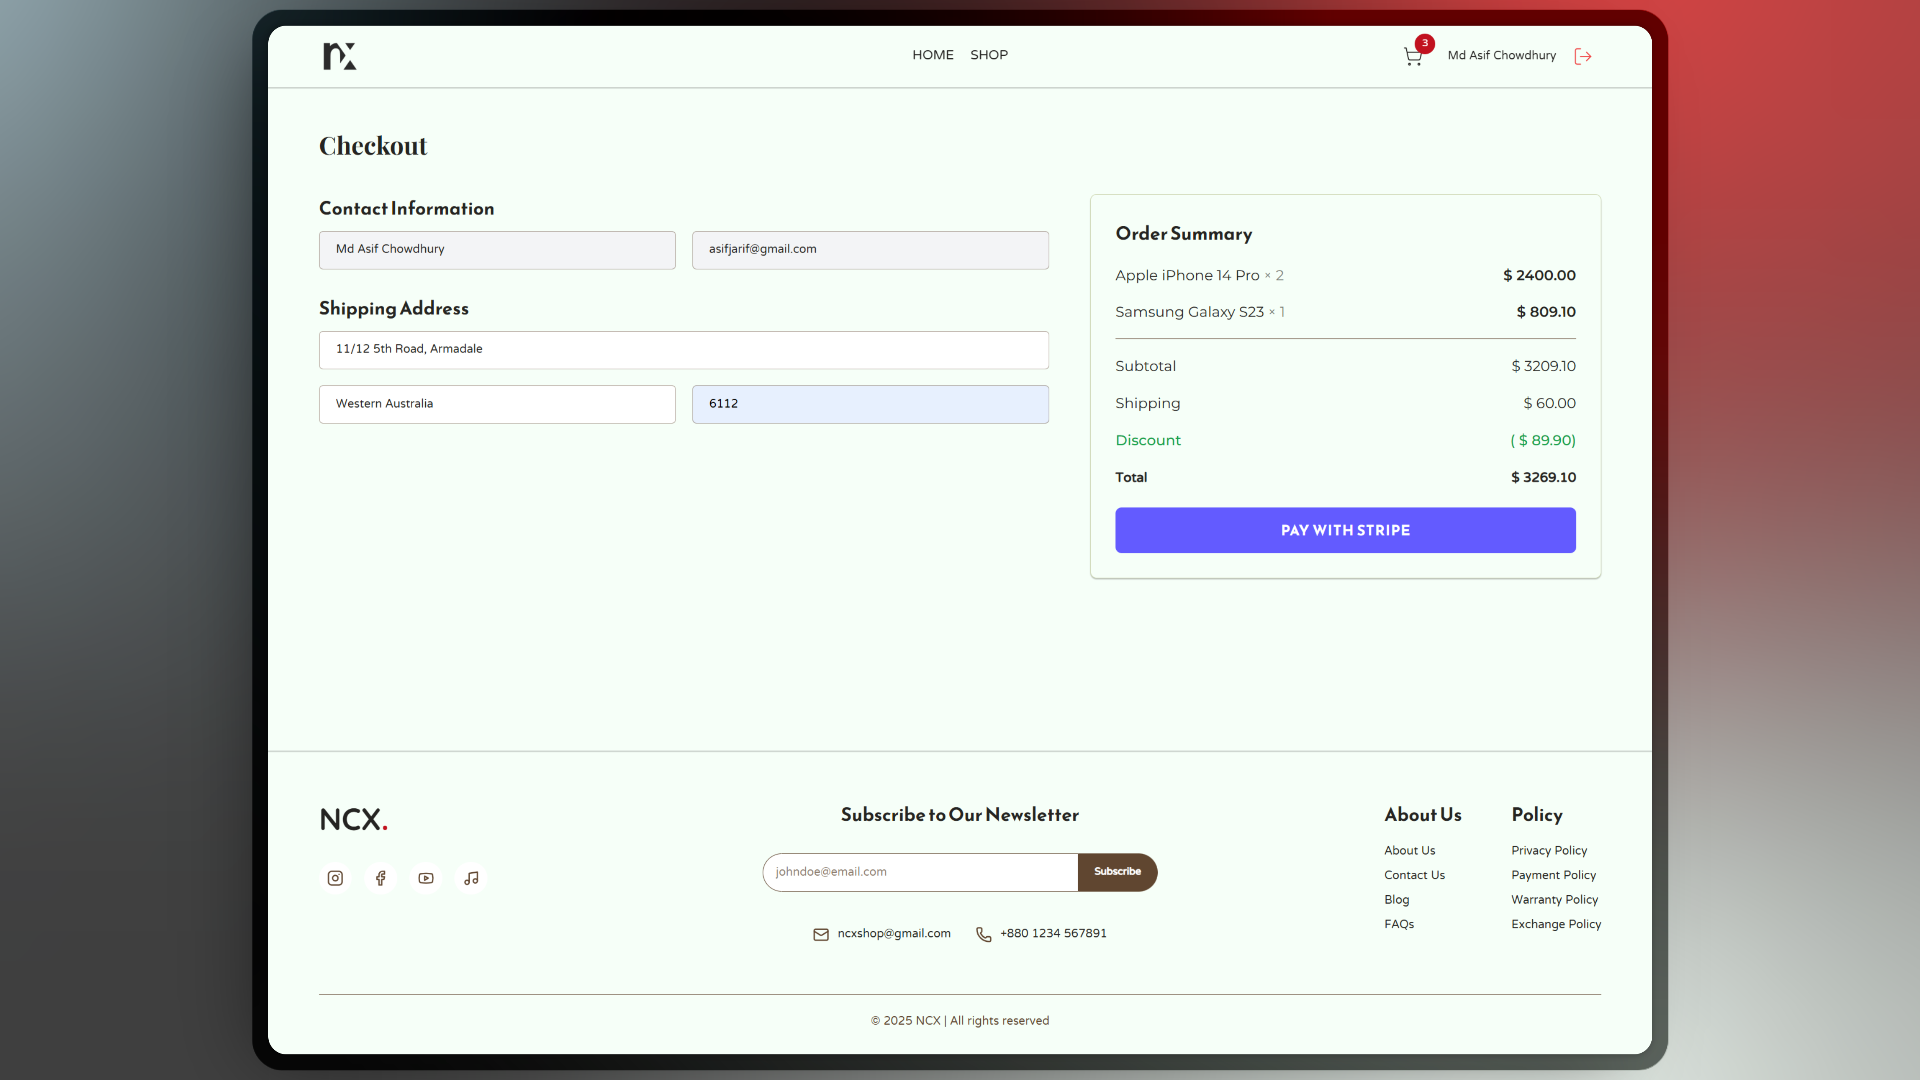 nx
HOME SHOP
3
Md Asif Chowdhury
Checkout
Contact Information
Md Asif Chowdhury
asifjarif@gmail.com
Shipping Address
11/12 5th Road, Armadale
Western Australia
6112
Order Summary
Apple iPhone 14 Pro × 2 $ 2400.00
Samsung Galaxy S23 × 1 $ 809.10
Subtotal $ 3209.10
Shipping $ 60.00
Discount ( $ 89.90)
Total $ 3269.10
PAY WITH STRIPE
NCX.
Subscribe to Our Newsletter
johndoe@email.com
Subscribe
ncxshop@gmail.com
+880 1234 567891
About Us
About Us
Contact Us
Blog
FAQs
Policy
Privacy Policy
Payment Policy
Warranty Policy
Exchange Policy
© 2025 NCX | All rights reserved